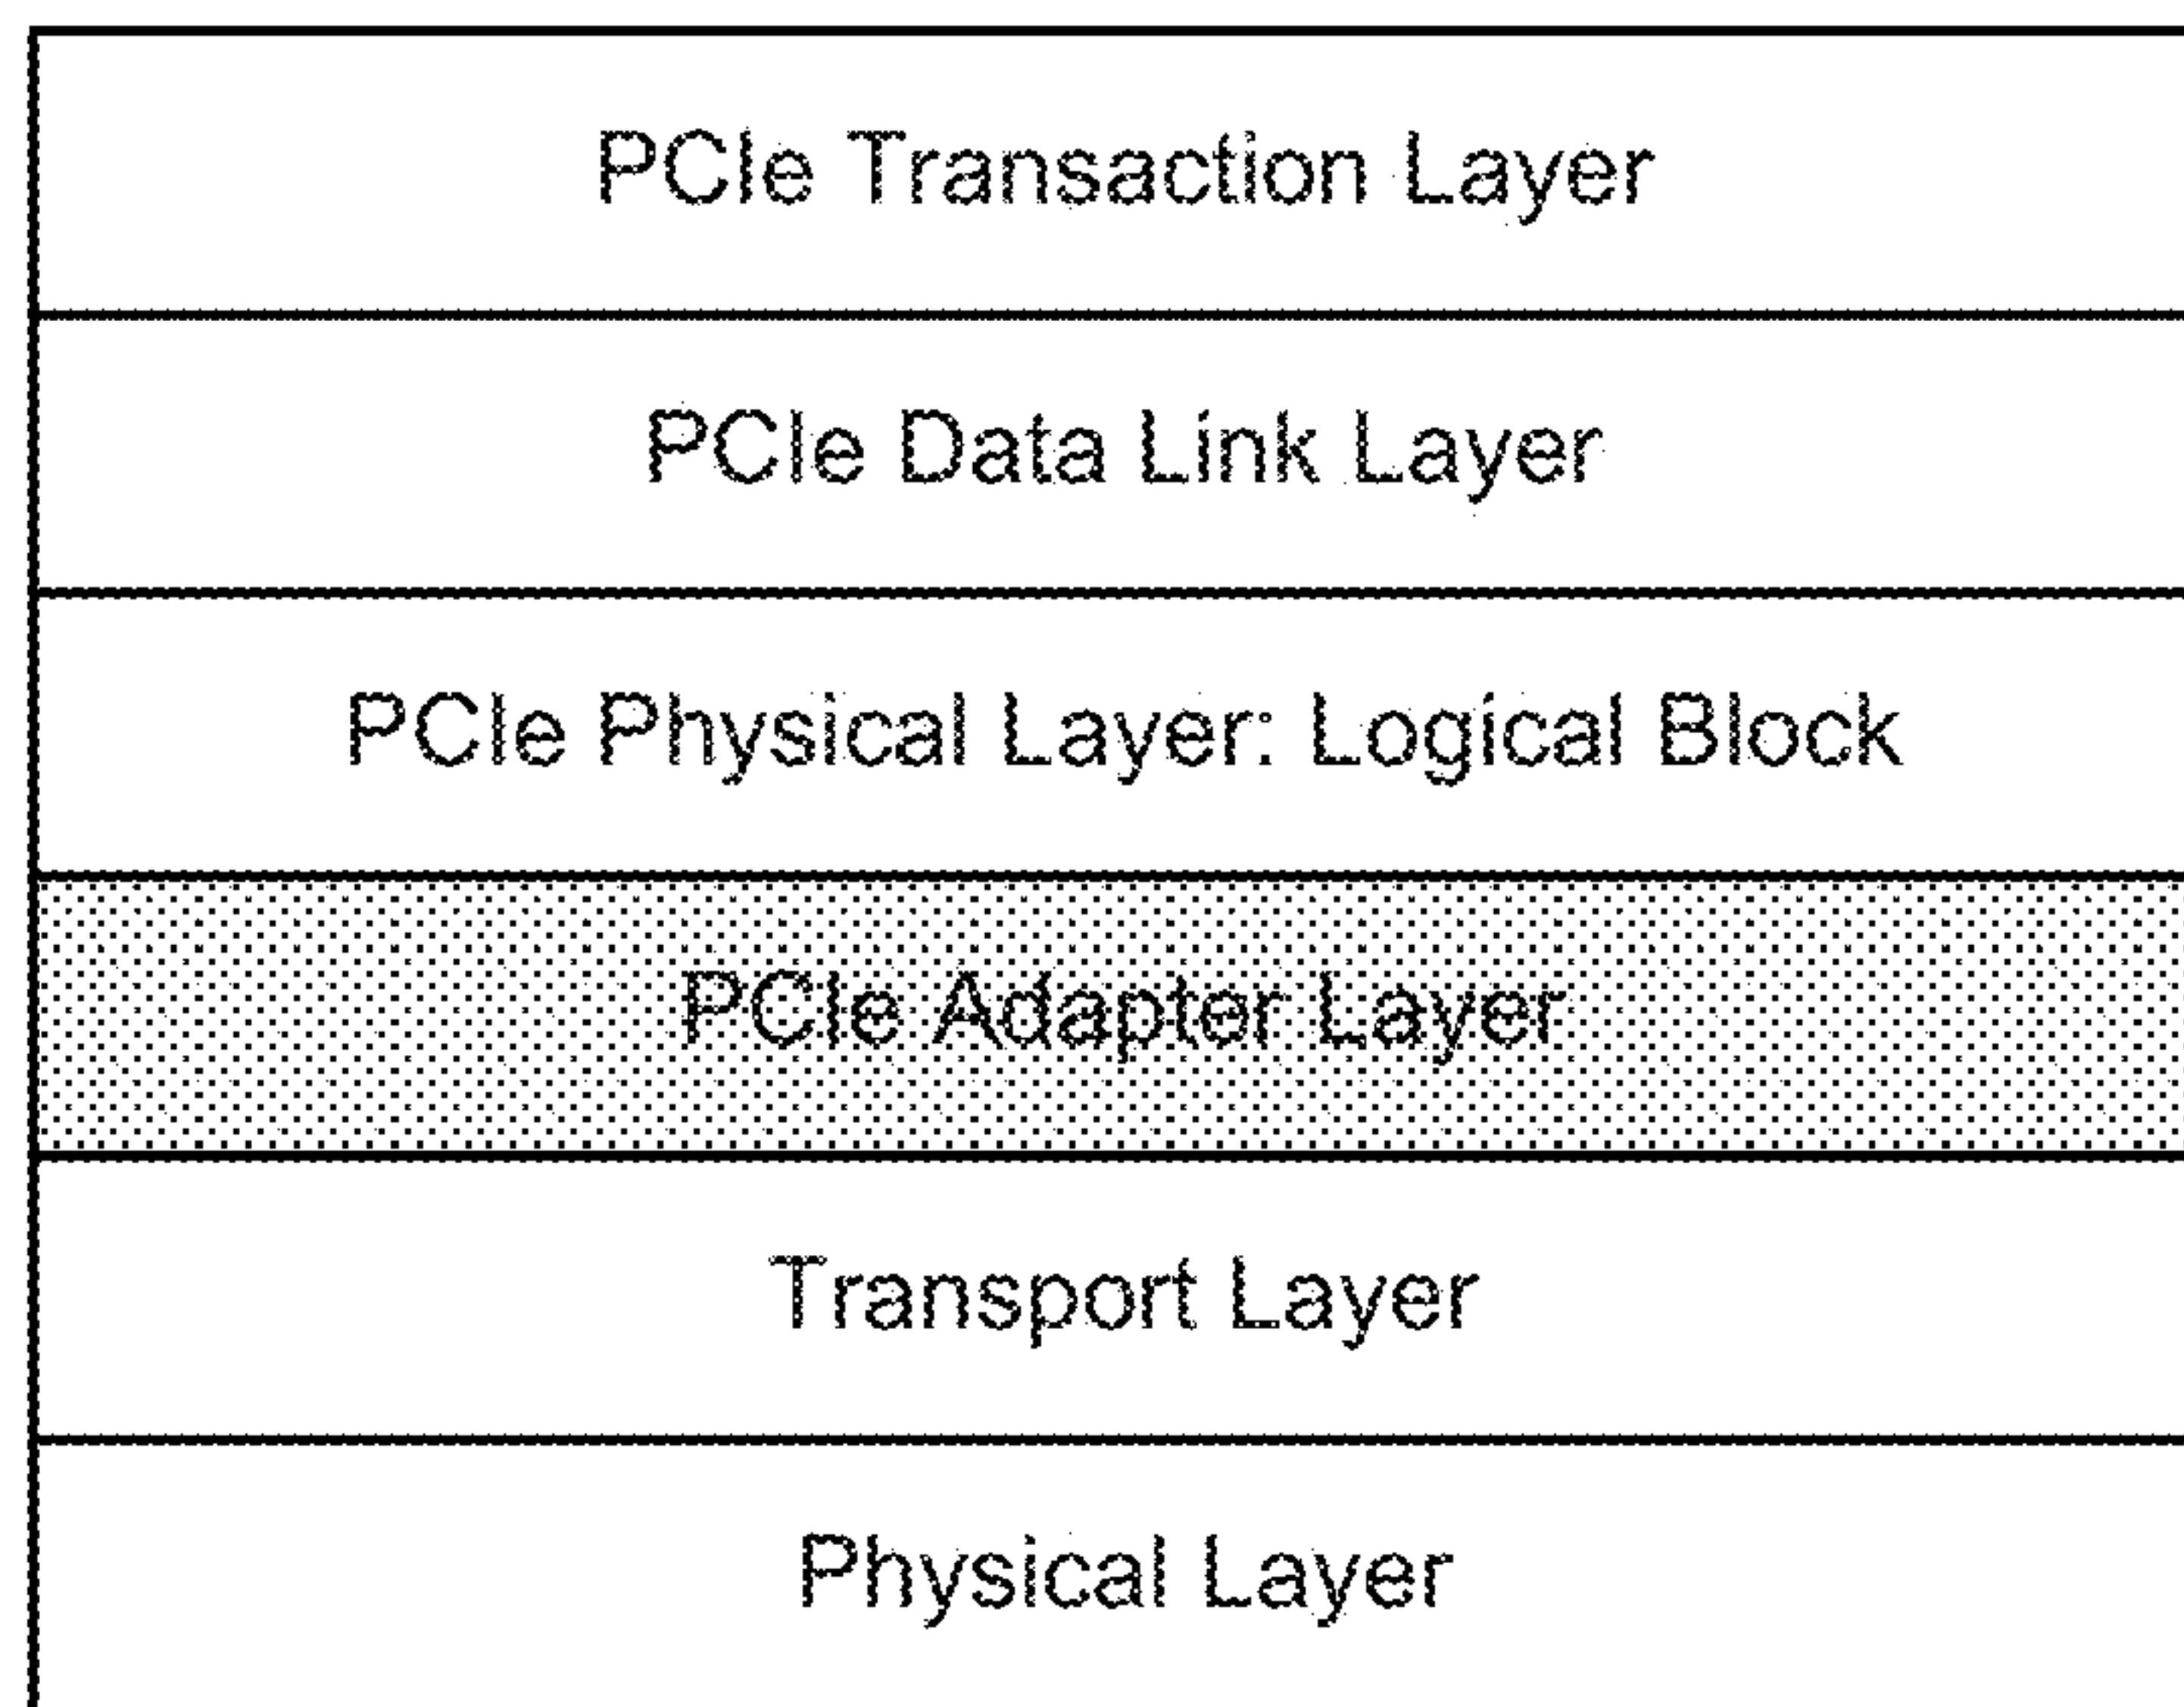 PCIe Transaction Layer
PCIe Data Link Layer
PCIe Physical Layer: Logical Block
PCIe Adapter Layer
Transport Layer
Physical Layer